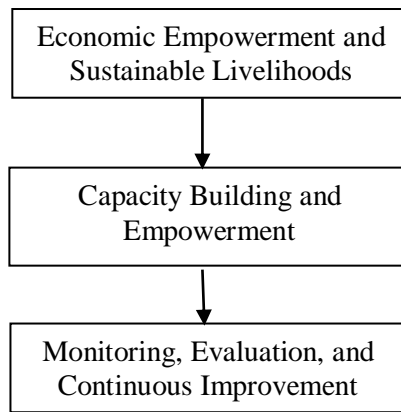 Economic Empowerment and
Sustainable Livelihoods
Capacity Building and
Empowerment
Monitoring, Evaluation, and
Continuous Improvement